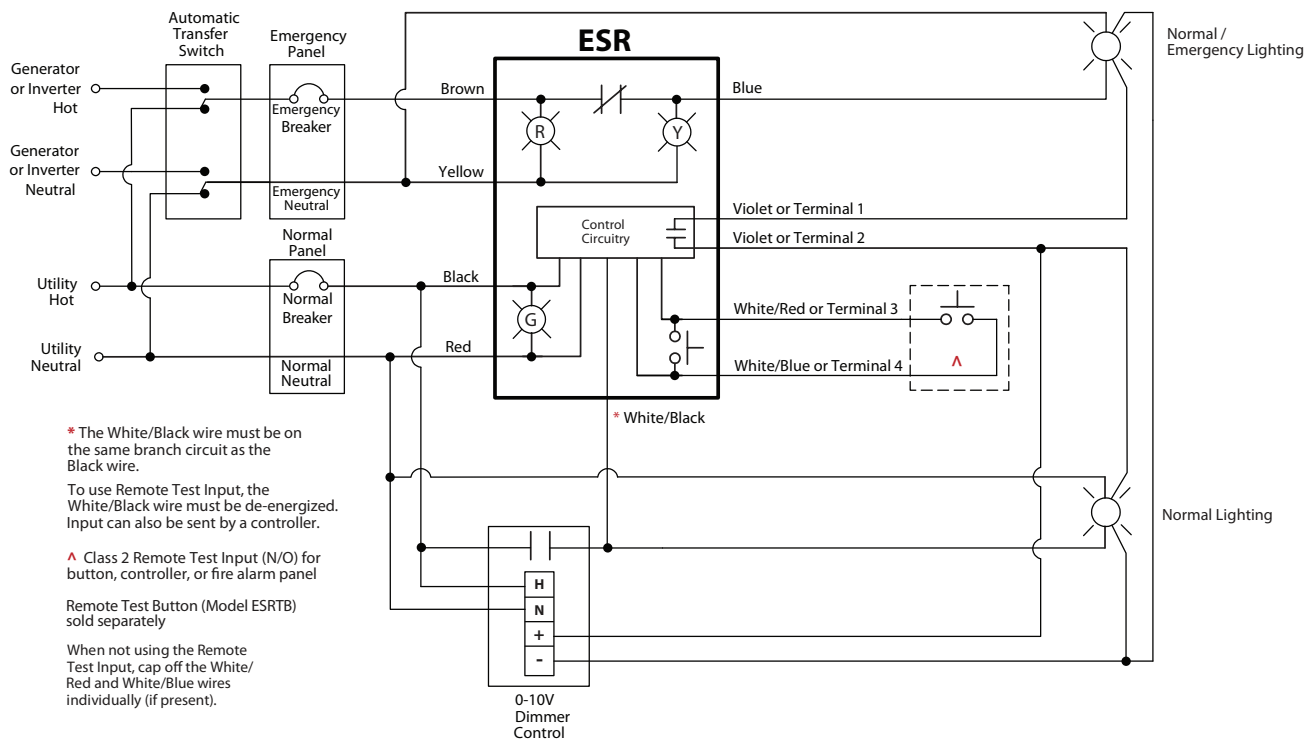 Automatic
Transfer
Switch
Emergency
Panel
ESR
Normal /
Emergency Lighting
Generator
or Inverter
Hot
Brown
Blue
Emergency
Breaker
R
Y
Generator
or Inverter
Neutral
Yellow
Emergency
Neutral
Violet or Terminal 1
Control
Circuitry
Violet or Terminal 2
Normal
Panel
Utility
Hot
Black
Normal
Breaker
White/Red or Terminal 3
G
Utility
Neutral
Red
Normal
Neutral
White/Blue or Terminal 4
^
* White/Black
* The White/Black wire must be on
the same branch circuit as the
Black wire.
To use Remote Test Input, the
White/Black wire must be de-energized.
Input can also be sent by a controller.
^ Class 2 Remote Test Input (N/O) for
button, controller, or fire alarm panel
Remote Test Button (Model ESRTB)
sold separately
When not using the Remote
Test Input, cap off the White/
Red and White/Blue wires
individually (if present).
Normal Lighting
H
N
+
-
0-10V
Dimmer
Control